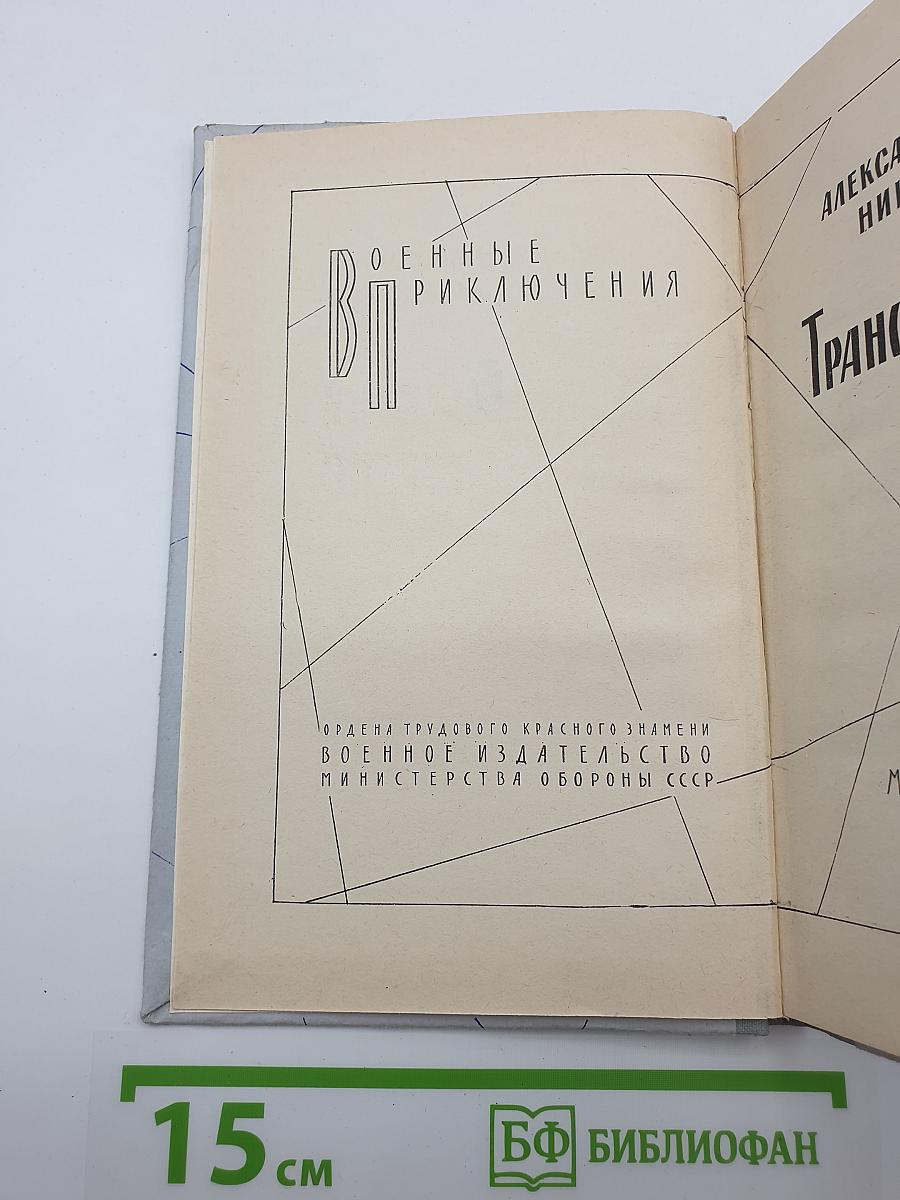 ВОЕННЫЕ
ПРИКЛЮЧЕНИЯ
ОРДЕНА ТРУДОВОГО КРАСНОГО ЗНАМЕНИ
ВОЕННОЕ ИЗДАТЕЛЬСТВО
МИНИСТЕРСТВА ОБОРОНЫ СССР
15 см
БФ БИБЛИОФАН